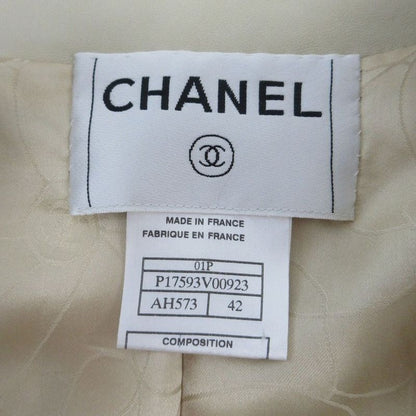 CHANEL
MADE IN FRANCE
FABRIQUE EN FRANCE
01P
P17593V00923
AH573 42
COMPOSITION